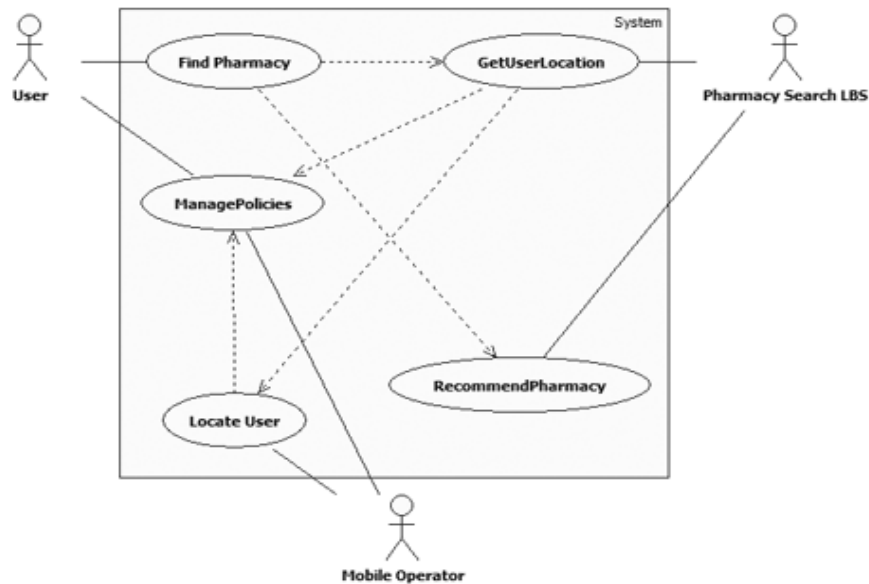 System
Find Pharmacy
GetUserLocation
User
Pharmacy Search LBS
ManagePolicies
RecommendPharmacy
Locate User
Mobile Operator